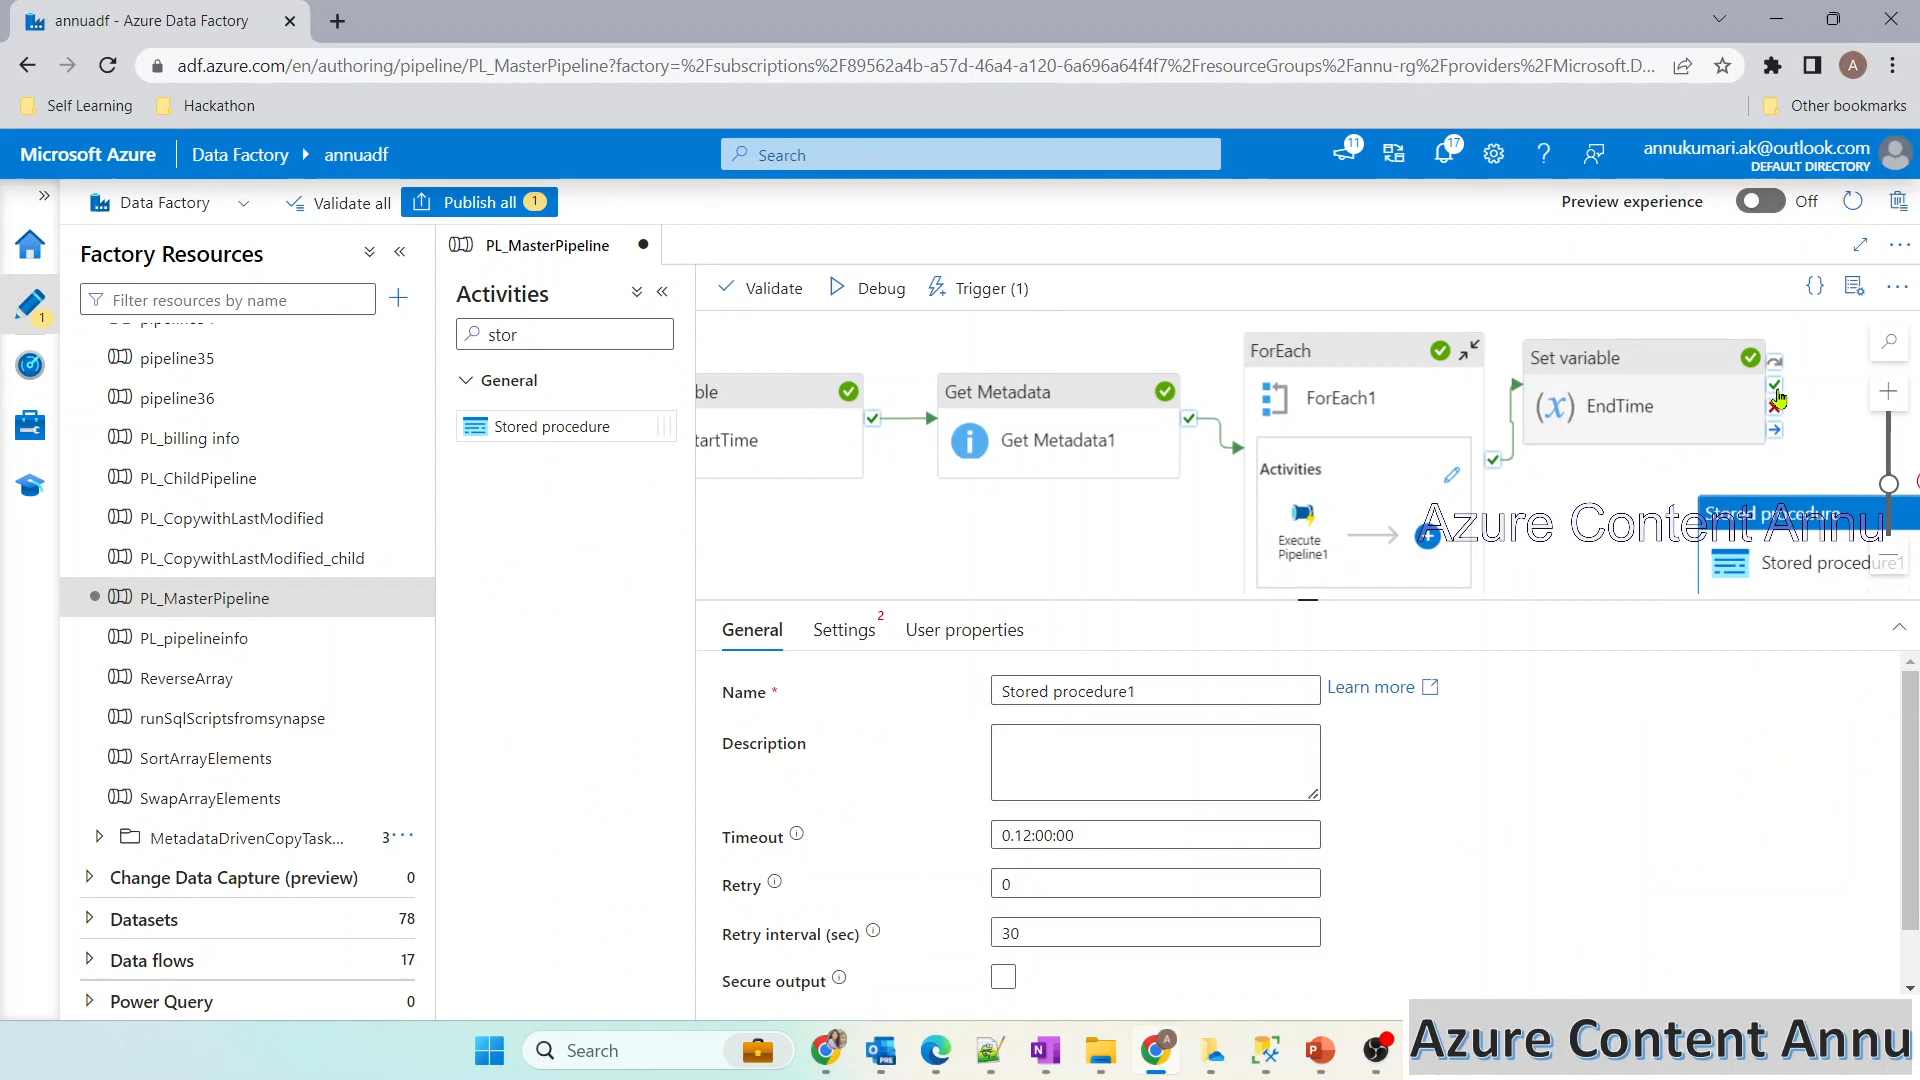 annuadf - Azure Data Factory
adf.azure.com/en/authoring/pipeline/PL_MasterPipeline?factory=%2Fsubscriptions%2F89562a4b-a57d-46a4-a120-6a696a64f4f7%2FresourceGroups%2Fannu-rg%2Fproviders%2FMicrosoft.D...
A
Self Learning
Hackathon
Other bookmarks
Microsoft Azure
Data Factory
annuadf
Search
11
17
annukumari.ak@outlook.com
DEFAULT DIRECTORY
Data Factory
Validate all
Publish all 1
Preview experience
Off
Factory Resources
Filter resources by name
1
pipeline35
pipeline36
PL_billing info
PL_ChildPipeline
PL_CopywithLastModified
PL_CopywithLastModified_child
PL_MasterPipeline
PL_pipelineinfo
ReverseArray
runSqlScriptsfromsynapse
SortArrayElements
SwapArrayElements
MetadataDrivenCopyTask... 3
Change Data Capture (preview) 0
Datasets 78
Data flows 17
Power Query 0
PL_MasterPipeline
Activities
stor
General
Stored procedure
Validate
Debug
Trigger (1)
ble
tartTime
Get Metadata
Get Metadata1
ForEach
ForEach1
Activities
Execute
Pipeline1
Set variable
(x) EndTime
Stored procedure
Stored procedure1
Azure Content Annu
General
Settings 2
User properties
Name *
Stored procedure1
Learn more
Description
Timeout
0.12:00:00
Retry
0
Retry interval (sec)
30
Secure output
Search
Azure Content Annu